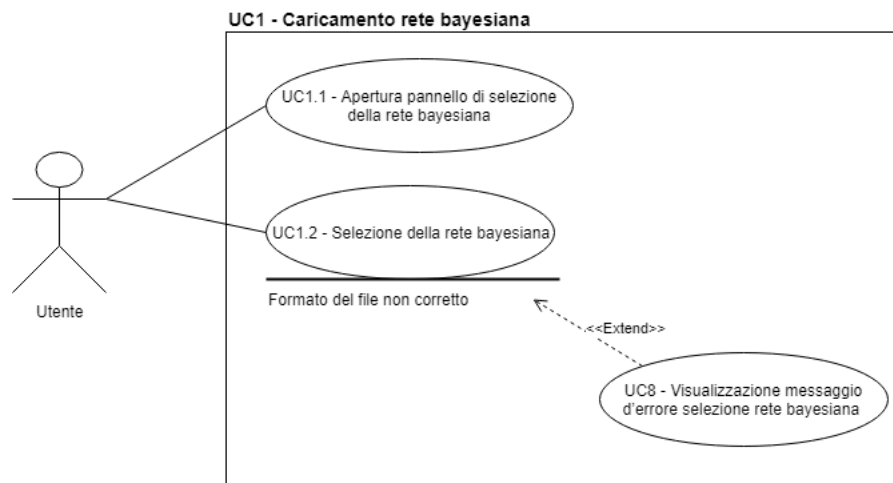 UC1 - Caricamento rete bayesiana
UC1.1 - Apertura pannello di selezione
della rete bayesiana
UC1.2 - Selezione della rete bayesiana
Formato del file non corretto
Utente
<<Extend>>
UC8 - Visualizzazione messaggio
d'errore selezione rete bayesiana